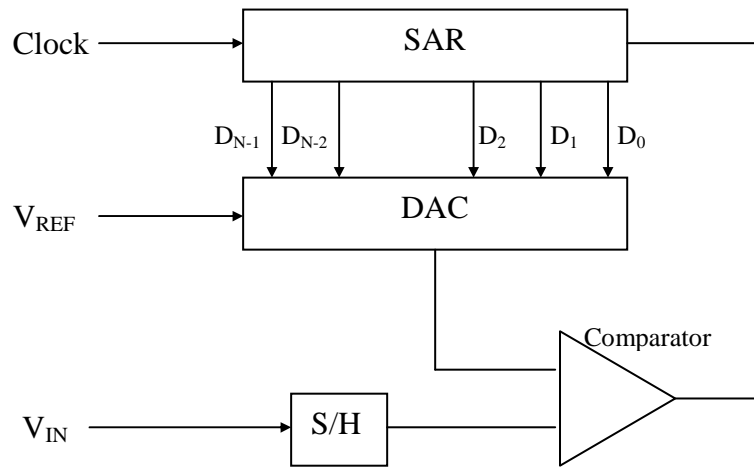 Clock
SAR
D_{N-1} D_{N-2} D_2 D_1 D_0
V_{REF}
DAC
Comparator
V_{IN}
S/H